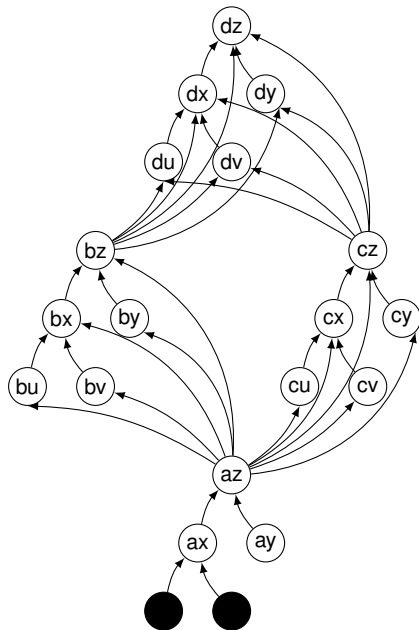 dz
dx dy
du dv
bz cz
bx by cx cy
bu bv cu cv
az
ax ay